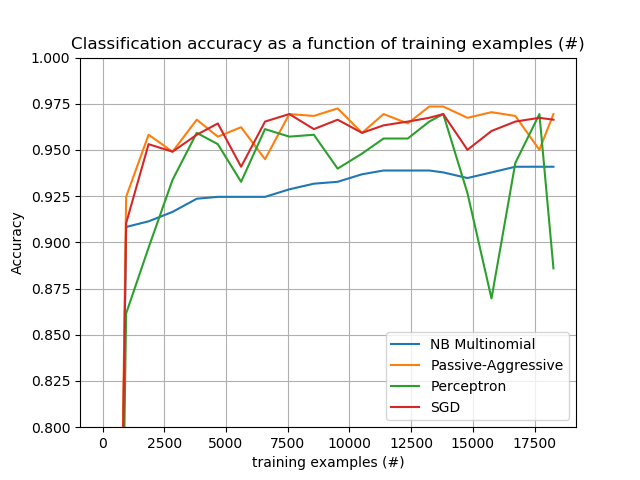 Classification accuracy as a function of training examples (#)
1.000
0.975
0.950
0.925
0.900
0.875
0.850
0.825
0.800
Accuracy
NB Multinomial
Passive-Aggressive
Perceptron
SGD
0 2500 5000 7500 10000 12500 15000 17500
training examples (#)